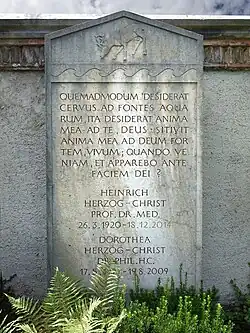 QUEMADMODUM DESIDERAT
CERVUS AD FONTES AQUA
RUM, ITA DESIDERAT ANIMA
MEA AD TE, DEUS · SITIVIT
ANIMA MEA AD DEUM FOR
TEM, VIVUM; QUANDO VE
NIAM, ET APPAREBO ANTE
FACIEM DEI ?
HEINRICH
HERZOG – CHRIST
PROF. DR. MED.
26.3.1920–18.12.2014
DOROTHEA
HERZOG – CHRIST
DR. PHIL. H.C.
19.8.2009